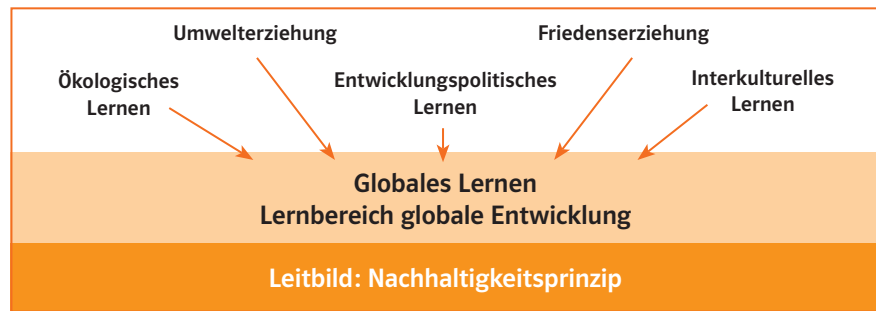 Umwelterziehung
Friedenserziehung
Ökologisches
Lernen
Entwicklungspolitisches
Lernen
Interkulturelles
Lernen
Globales Lernen
Lernbereich globale Entwicklung
Leitbild: Nachhaltigkeitsprinzip